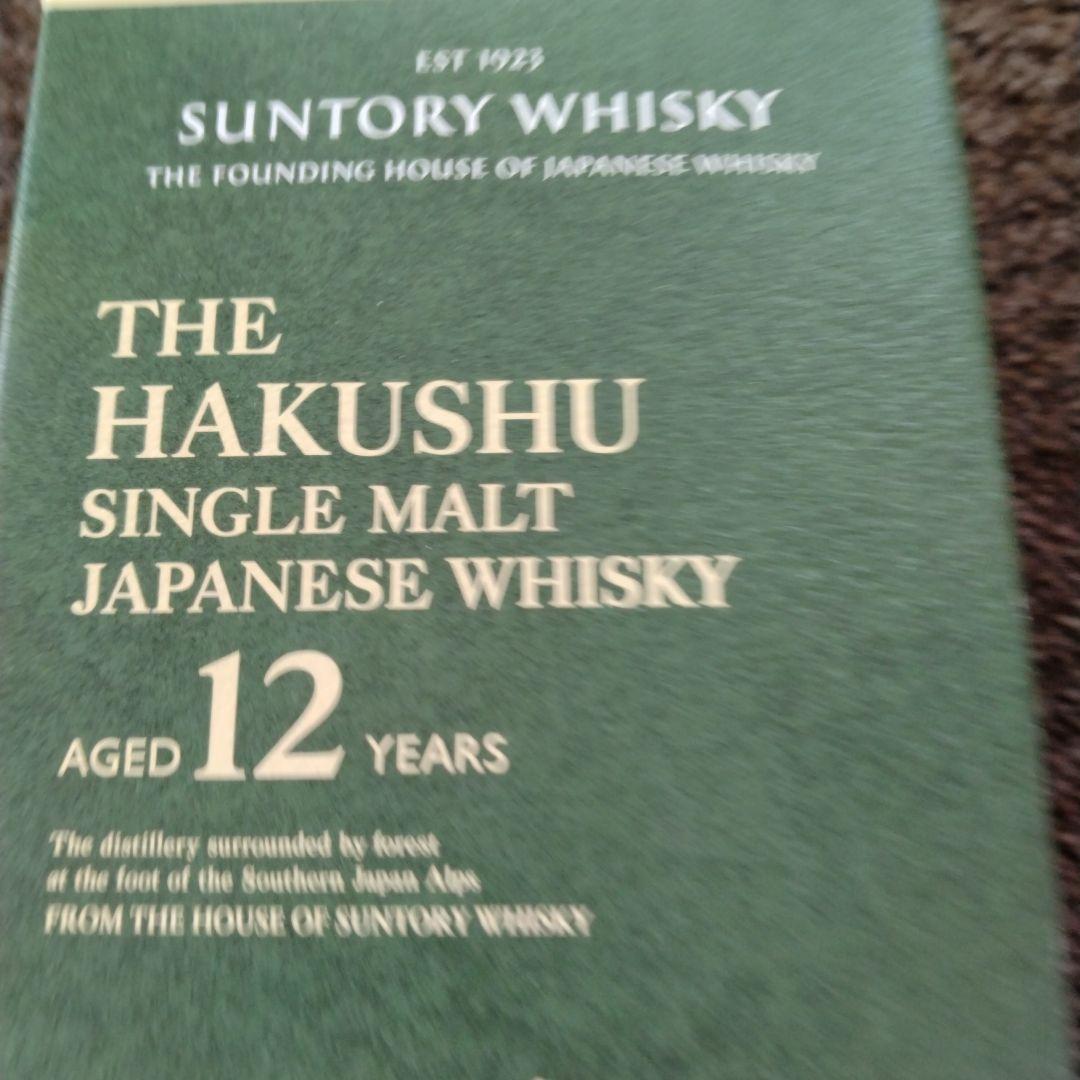 EST 1923
SUNTORY WHISKY
THE FOUNDING HOUSE OF JAPANESE WHISKY
THE
HAKUSHU
SINGLE MALT
JAPANESE WHISKY
AGED 12 YEARS
The distillery surrounded by forest
at the foot of the Southern Japan Alps
FROM THE HOUSE OF SUNTORY WHISKY